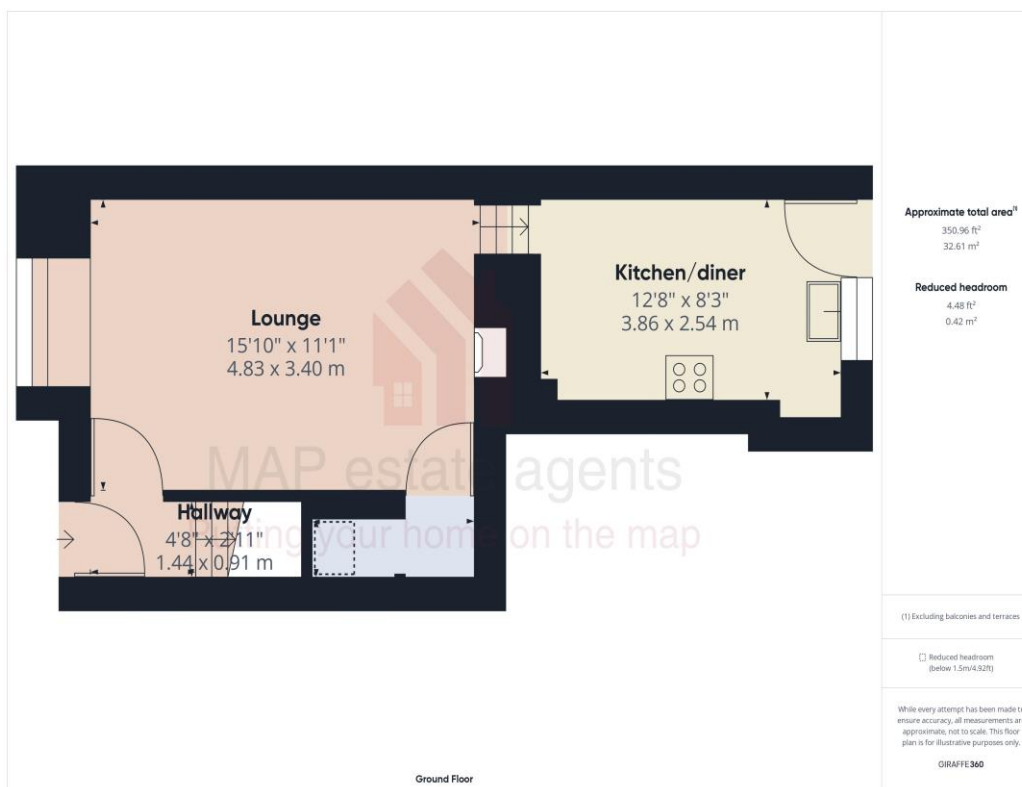 Lounge
15'10" x 11'1"
4.83 x 3.40 m
Kitchen/diner
12'8" x 8'3"
3.86 x 2.54 m
Hallway
4'8" x 2'11"
1.44 x 0.91 m
MAP estate agents
Putting your home on the map
Ground Floor
Approximate total area(1)
350.96 ft²
32.61 m²
Reduced headroom
4.48 ft²
0.42 m²
(1) Excluding balconies and terraces
Reduced headroom
(below 1.5m/4.92ft)
While every attempt has been made to
ensure accuracy, all measurements are
approximate, not to scale. This floor
plan is for illustrative purposes only.
GIRAFFE360